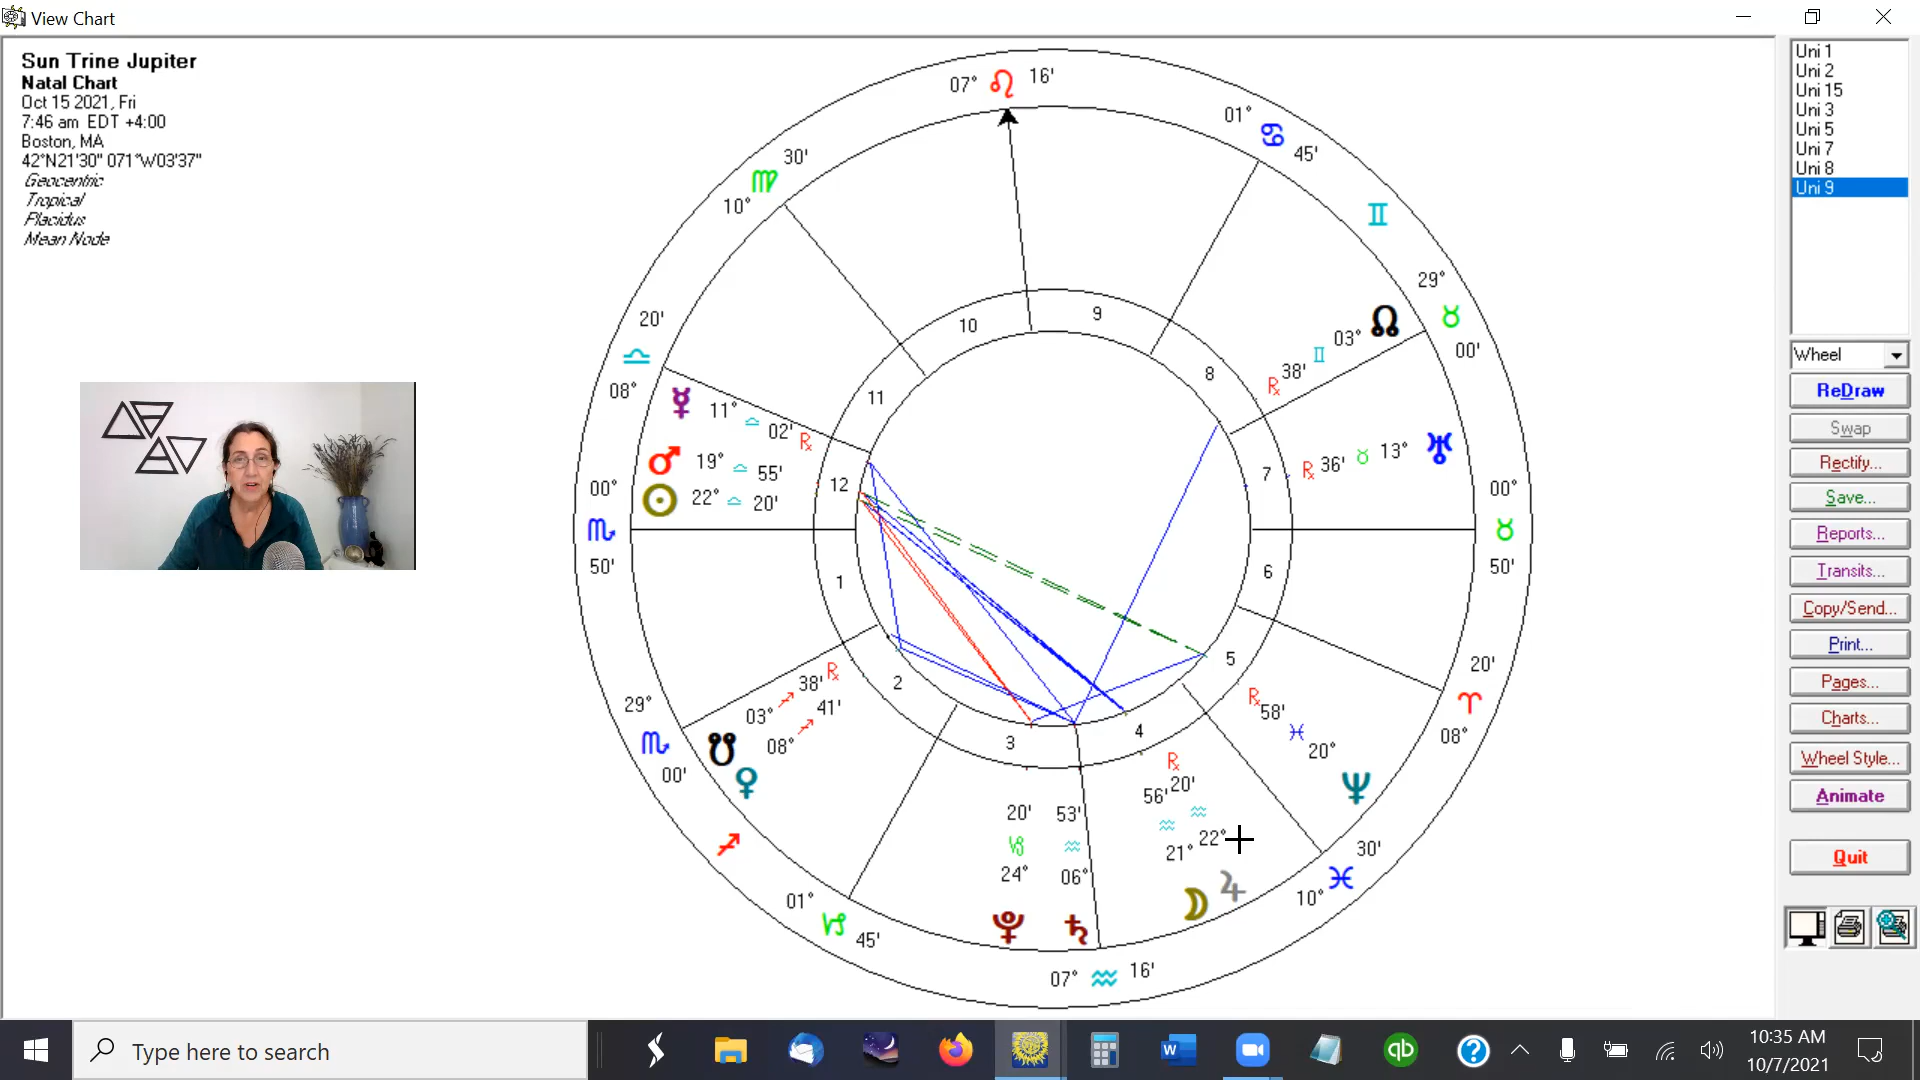 View Chart
Sun Trine Jupiter
Natal Chart
Oct 15 2021, Fri
7:46 am EDT +4:00
Boston, MA
42°N21'30" 071°W03'37"
Geocentric
Tropical
Placidus
Mean Node
07° ♌ 16'
01° ♋ 45'
♊
29° ♉ 00'
00° ♉ 50'
20' ♈ 08°
30' ♓ 10°
07° ♒ 16'
01° ♑ 45'
♐
29° ♏ 00'
00° ♏ 50'
20' ♎ 08°
30' ♍ 10°
☿ 11° ♎ 02' ℞
♂ 19° ♎ 55'
☉ 22° ♎ 20'
☊ 03° ♊ 38' ℞
♅ 13° ♉ 36' ℞
☋ 03° ♐ 38' ℞
♀ 08° ♐ 41'
♇ 24° ♑ 20'
♄ 06° ♒ 53'
☽ 21° ♒ 56'
♃ 22° ♒ 20' ℞
♆ 20° ♓ 58' ℞
1
2
3
4
5
6
7
8
9
10
11
12
Uni 1
Uni 2
Uni 15
Uni 3
Uni 5
Uni 7
Uni 8
Uni 9
Wheel
ReDraw
Swap
Rectify...
Save...
Reports...
Transits...
Copy/Send...
Print...
Pages...
Charts...
Wheel Style...
Animate
Quit
Type here to search
W
qb
?
10:35 AM
10/7/2021